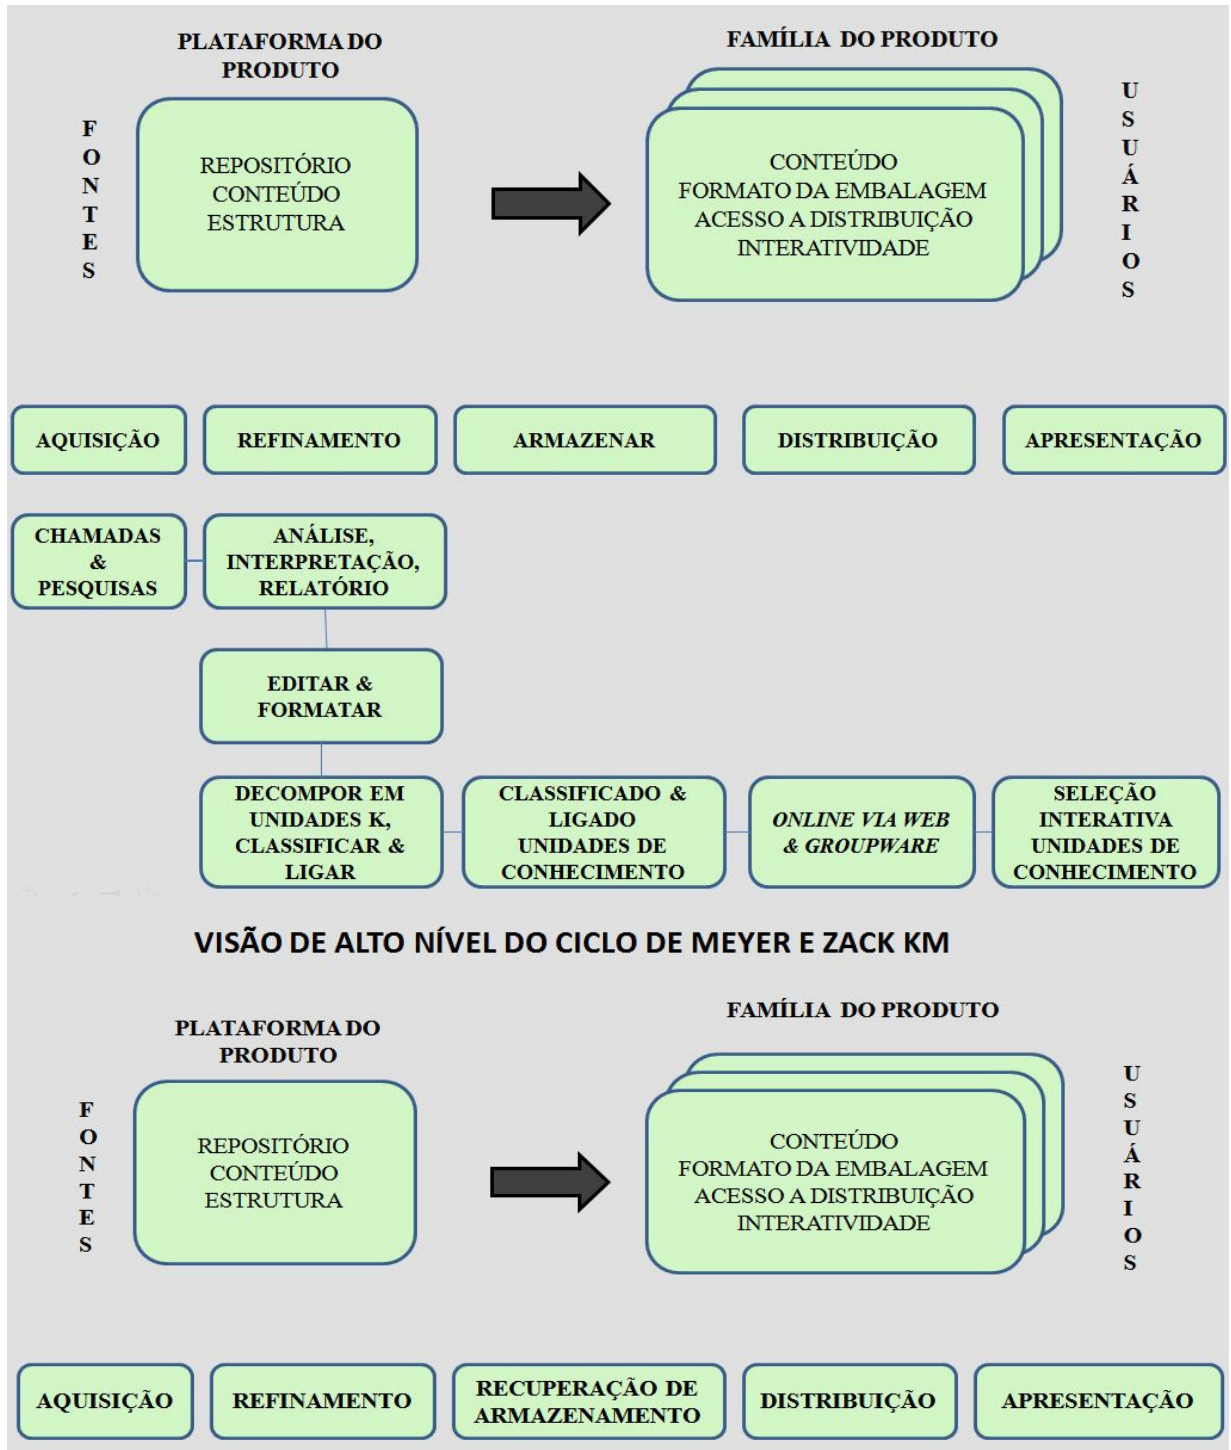 PLATAFORMA DO
PRODUTO
FAMÍLIA DO PRODUTO
FONTES
REPOSITÓRIO
CONTEÚDO
ESTRUTURA
CONTEÚDO
FORMATO DA EMBALAGEM
ACESSO A DISTRIBUIÇÃO
INTERATIVIDADE
USUÁRIOS
AQUISIÇÃO
REFINAMENTO
ARMAZENAR
DISTRIBUIÇÃO
APRESENTAÇÃO
CHAMADAS
&
PESQUISAS
ANÁLISE,
INTERPRETAÇÃO,
RELATÓRIO
EDITAR &
FORMATAR
DECOMPOR EM
UNIDADES K,
CLASSIFICAR &
LIGAR
CLASSIFICADO &
LIGADO
UNIDADES DE
CONHECIMENTO
ONLINE VIA WEB
& GROUPWARE
SELEÇÃO
INTERATIVA
UNIDADES DE
CONHECIMENTO
VISÃO DE ALTO NÍVEL DO CICLO DE MEYER E ZACK KM
PLATAFORMA DO
PRODUTO
FAMÍLIA DO PRODUTO
FONTES
REPOSITÓRIO
CONTEÚDO
ESTRUTURA
CONTEÚDO
FORMATO DA EMBALAGEM
ACESSO A DISTRIBUIÇÃO
INTERATIVIDADE
USUÁRIOS
AQUISIÇÃO
REFINAMENTO
RECUPERAÇÃO DE
ARMAZENAMENTO
DISTRIBUIÇÃO
APRESENTAÇÃO